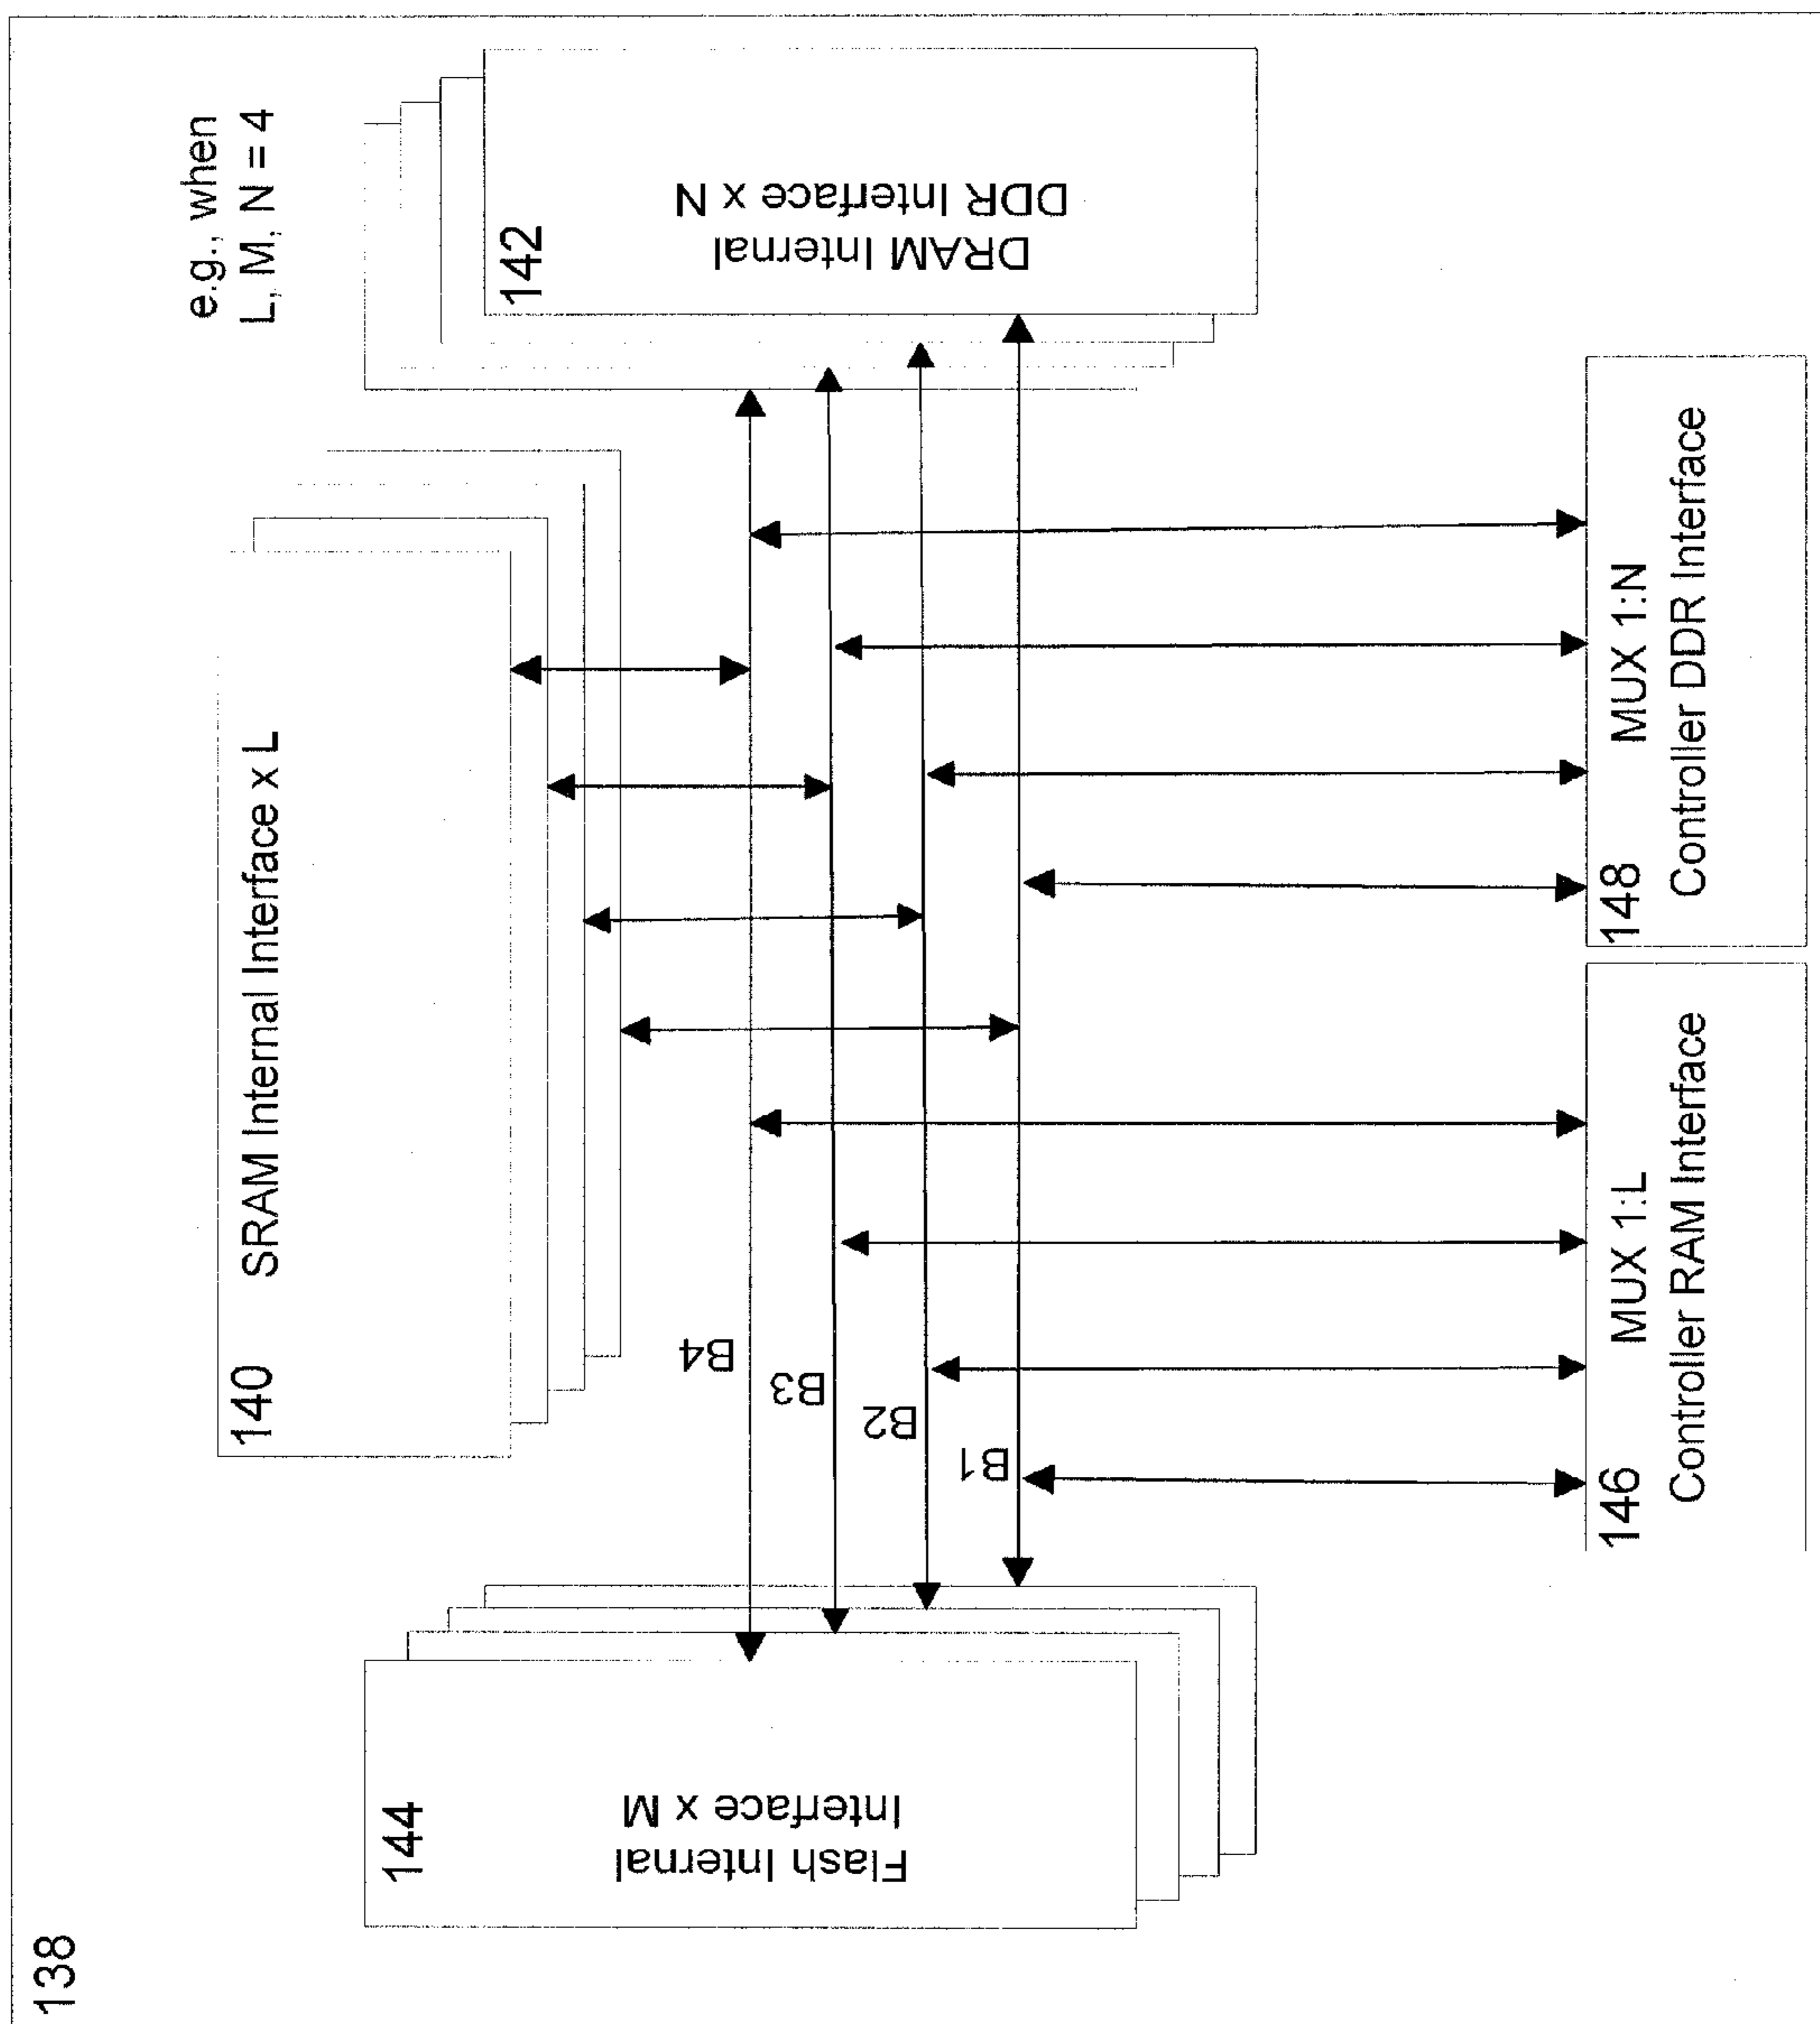 138
e.g., when
L, M, N = 4
140 SRAM Internal Interface x L
144
Flash Internal
Interface x M
142
DRAM Internal
DDR Interface x N
B4
B3
B2
B1
146 MUX 1:L
Controller RAM Interface
148 MUX 1:N
Controller DDR Interface